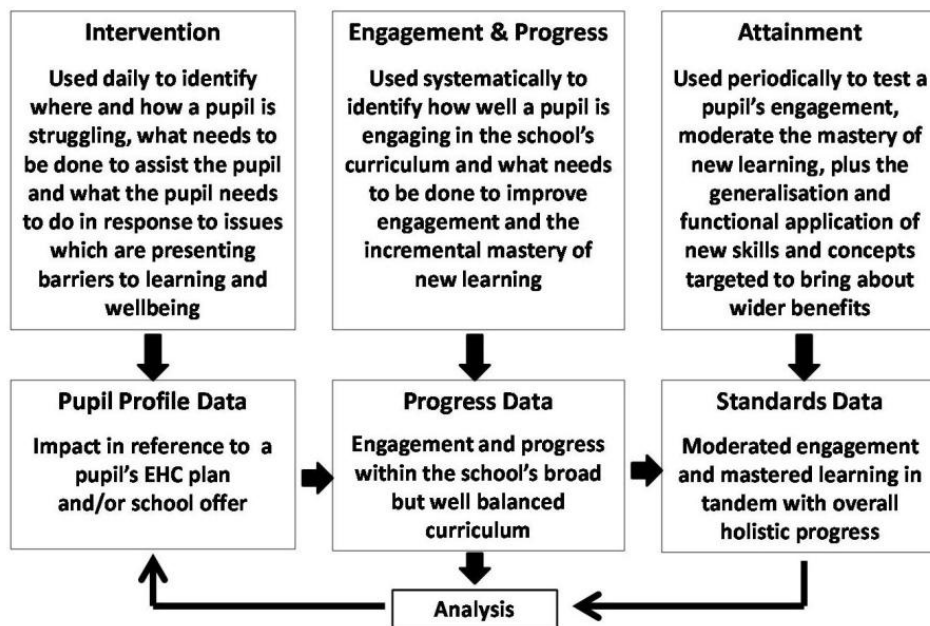 Intervention
Used daily to identify
where and how a pupil is
struggling, what needs to
be done to assist the pupil
and what the pupil needs
to do in response to issues
which are presenting
barriers to learning and
wellbeing
Engagement & Progress
Used systematically to
identify how well a pupil is
engaging in the school's
curriculum and what needs
to be done to improve
engagement and the
incremental mastery of
new learning
Attainment
Used periodically to test a
pupil's engagement,
moderate the mastery of
new learning, plus the
generalisation and
functional application of
new skills and concepts
targeted to bring about
wider benefits
Pupil Profile Data
Impact in reference to a
pupil's EHC plan
and/or school offer
Progress Data
Engagement and progress
within the school's broad
but well balanced
curriculum
Standards Data
Moderated engagement
and mastered learning in
tandem with overall
holistic progress
Analysis